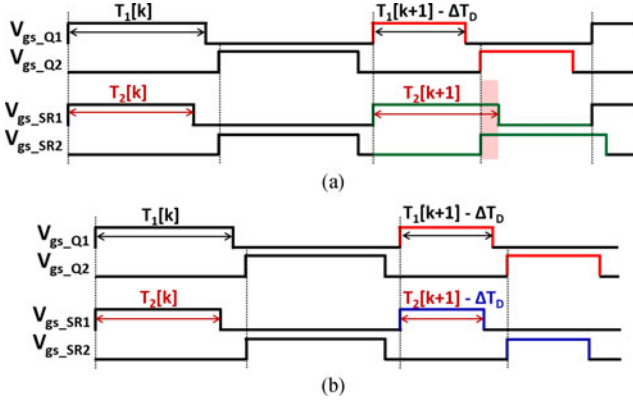 T₁[k] T₁[k+1] - ΔT_D
V_gs_Q1
V_gs_Q2
T₂[k] T₂[k+1]
V_gs_SR1
V_gs_SR2
(a)
T₁[k] T₁[k+1] - ΔT_D
V_gs_Q1
V_gs_Q2
T₂[k] T₂[k+1] - ΔT_D
V_gs_SR1
V_gs_SR2
(b)